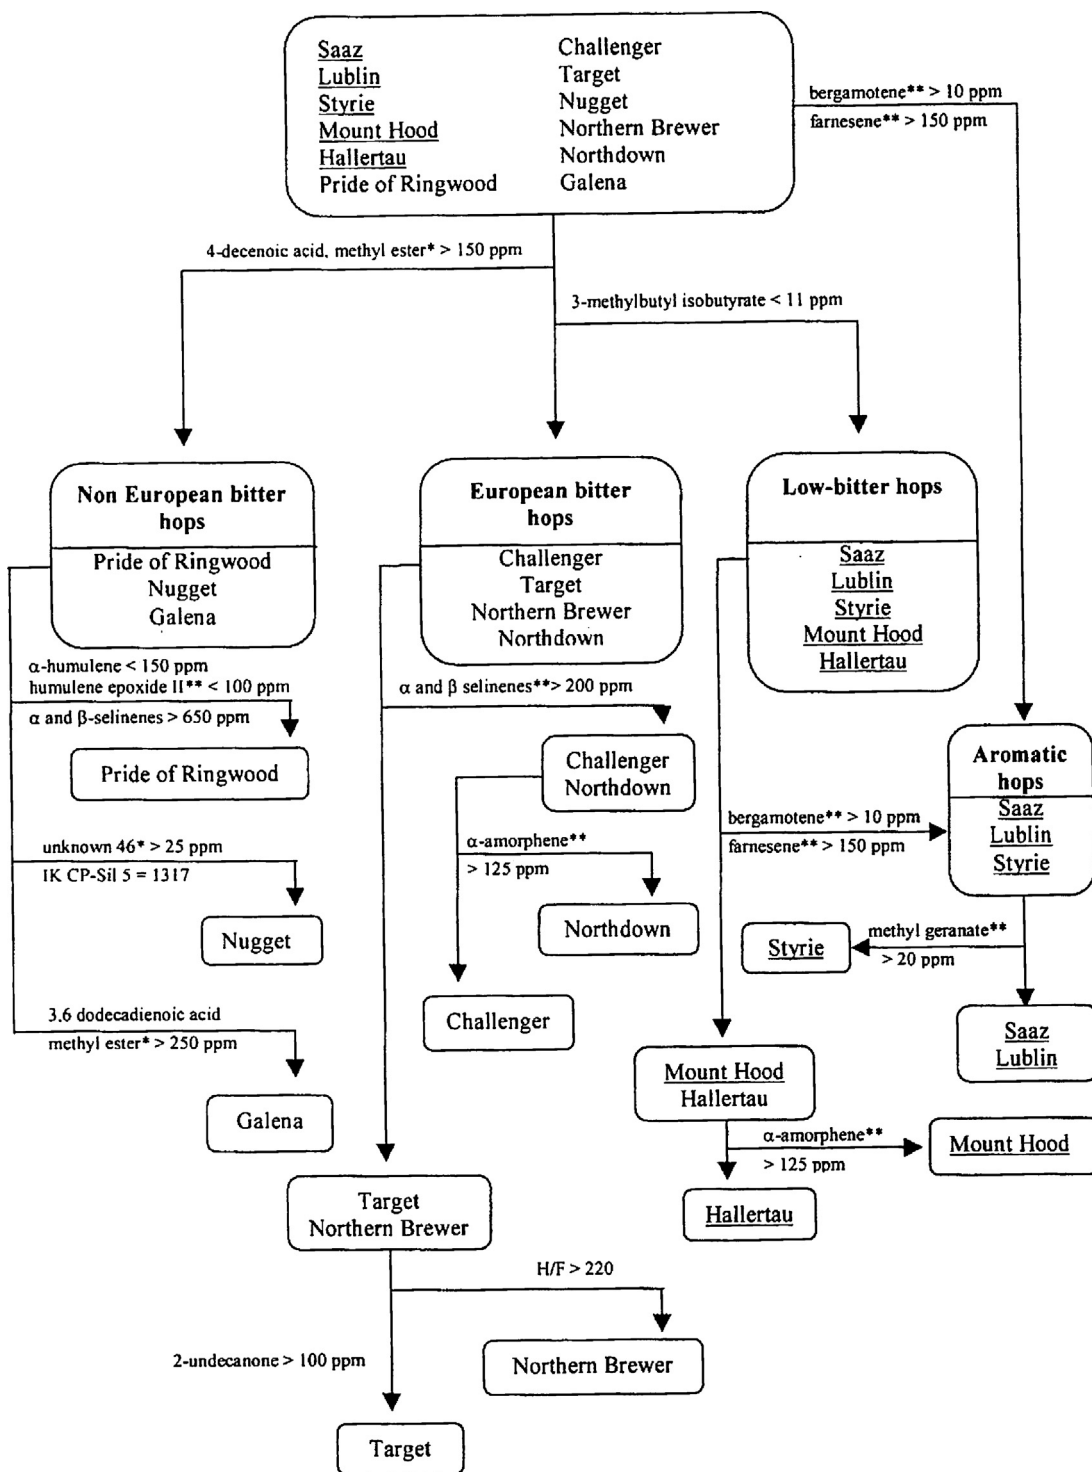 Saaz
Lublin
Styrie
Mount Hood
Hallertau
Pride of Ringwood
Challenger
Target
Nugget
Northern Brewer
Northdown
Galena
bergamotene** > 10 ppm
farnesene** > 150 ppm
4-decenoic acid, methyl ester* > 150 ppm
3-methylbutyl isobutyrate < 11 ppm
Non European bitter
hops
Pride of Ringwood
Nugget
Galena
European bitter
hops
Challenger
Target
Northern Brewer
Northdown
Low-bitter hops
Saaz
Lublin
Styrie
Mount Hood
Hallertau
α-humulene < 150 ppm
humulene epoxide II** < 100 ppm
α and β-selinenes > 650 ppm
Pride of Ringwood
unknown 46* > 25 ppm
IK CP-Sil 5 = 1317
Nugget
3.6 dodecadienoic acid
methyl ester* > 250 ppm
Galena
α and β selinenes**> 200 ppm
Challenger
Northdown
α-amorphene**
> 125 ppm
Northdown
Challenger
Target
Northern Brewer
H/F > 220
Northern Brewer
2-undecanone > 100 ppm
Target
bergamotene** > 10 ppm
farnesene** > 150 ppm
Aromatic
hops
Saaz
Lublin
Styrie
methyl geranate**
> 20 ppm
Styrie
Saaz
Lublin
Mount Hood
Hallertau
α-amorphene**
> 125 ppm
Mount Hood
Hallertau